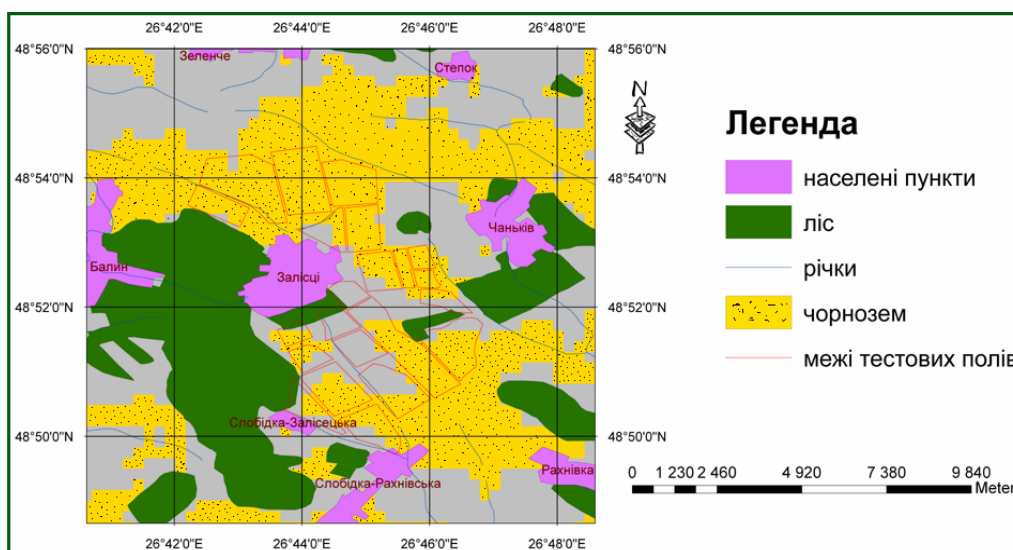 26°42'0"E 26°44'0"E 26°46'0"E 26°48'0"E
48°56'0"N 48°56'0"N
Зеленче
Степок
N
Легенда
населені пункти
48°54'0"N 48°54'0"N
ліс
Чаньків
Балин
Залісці
річки
48°52'0"N 48°52'0"N
чорнозем
межі тестових полів
48°50'0"N 48°50'0"N
Слобідка-Залісецька
Рахнівка
Слобідка-Рахнівська
0 1 230 2 460 4 920 7 380 9 840
Meter
26°42'0"E 26°44'0"E 26°46'0"E 26°48'0"E